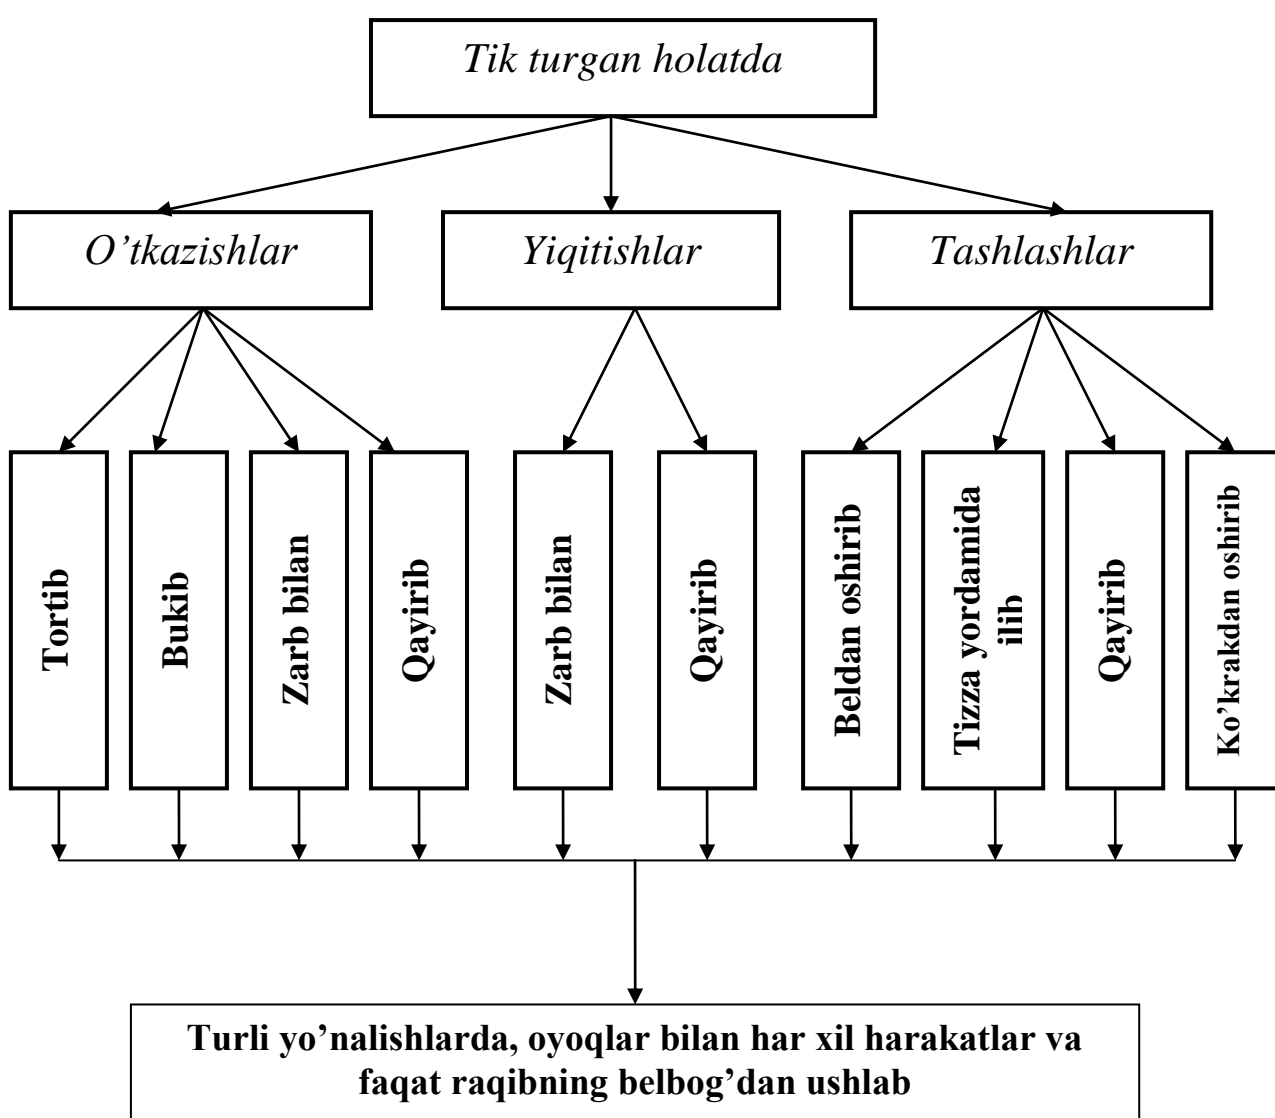 Tik turgan holatda
O’tkazishlar
Yiqitishlar
Tashlashlar
Tortib
Bukib
Zarb bilan
Qayirib
Zarb bilan
Qayirib
Beldan oshirib
Tizza yordamida
ilib
Qayirib
Ko’krakdan oshirib
Turli yo’nalishlarda, oyoqlar bilan har xil harakatlar va
faqat raqibning belbog’dan ushlab